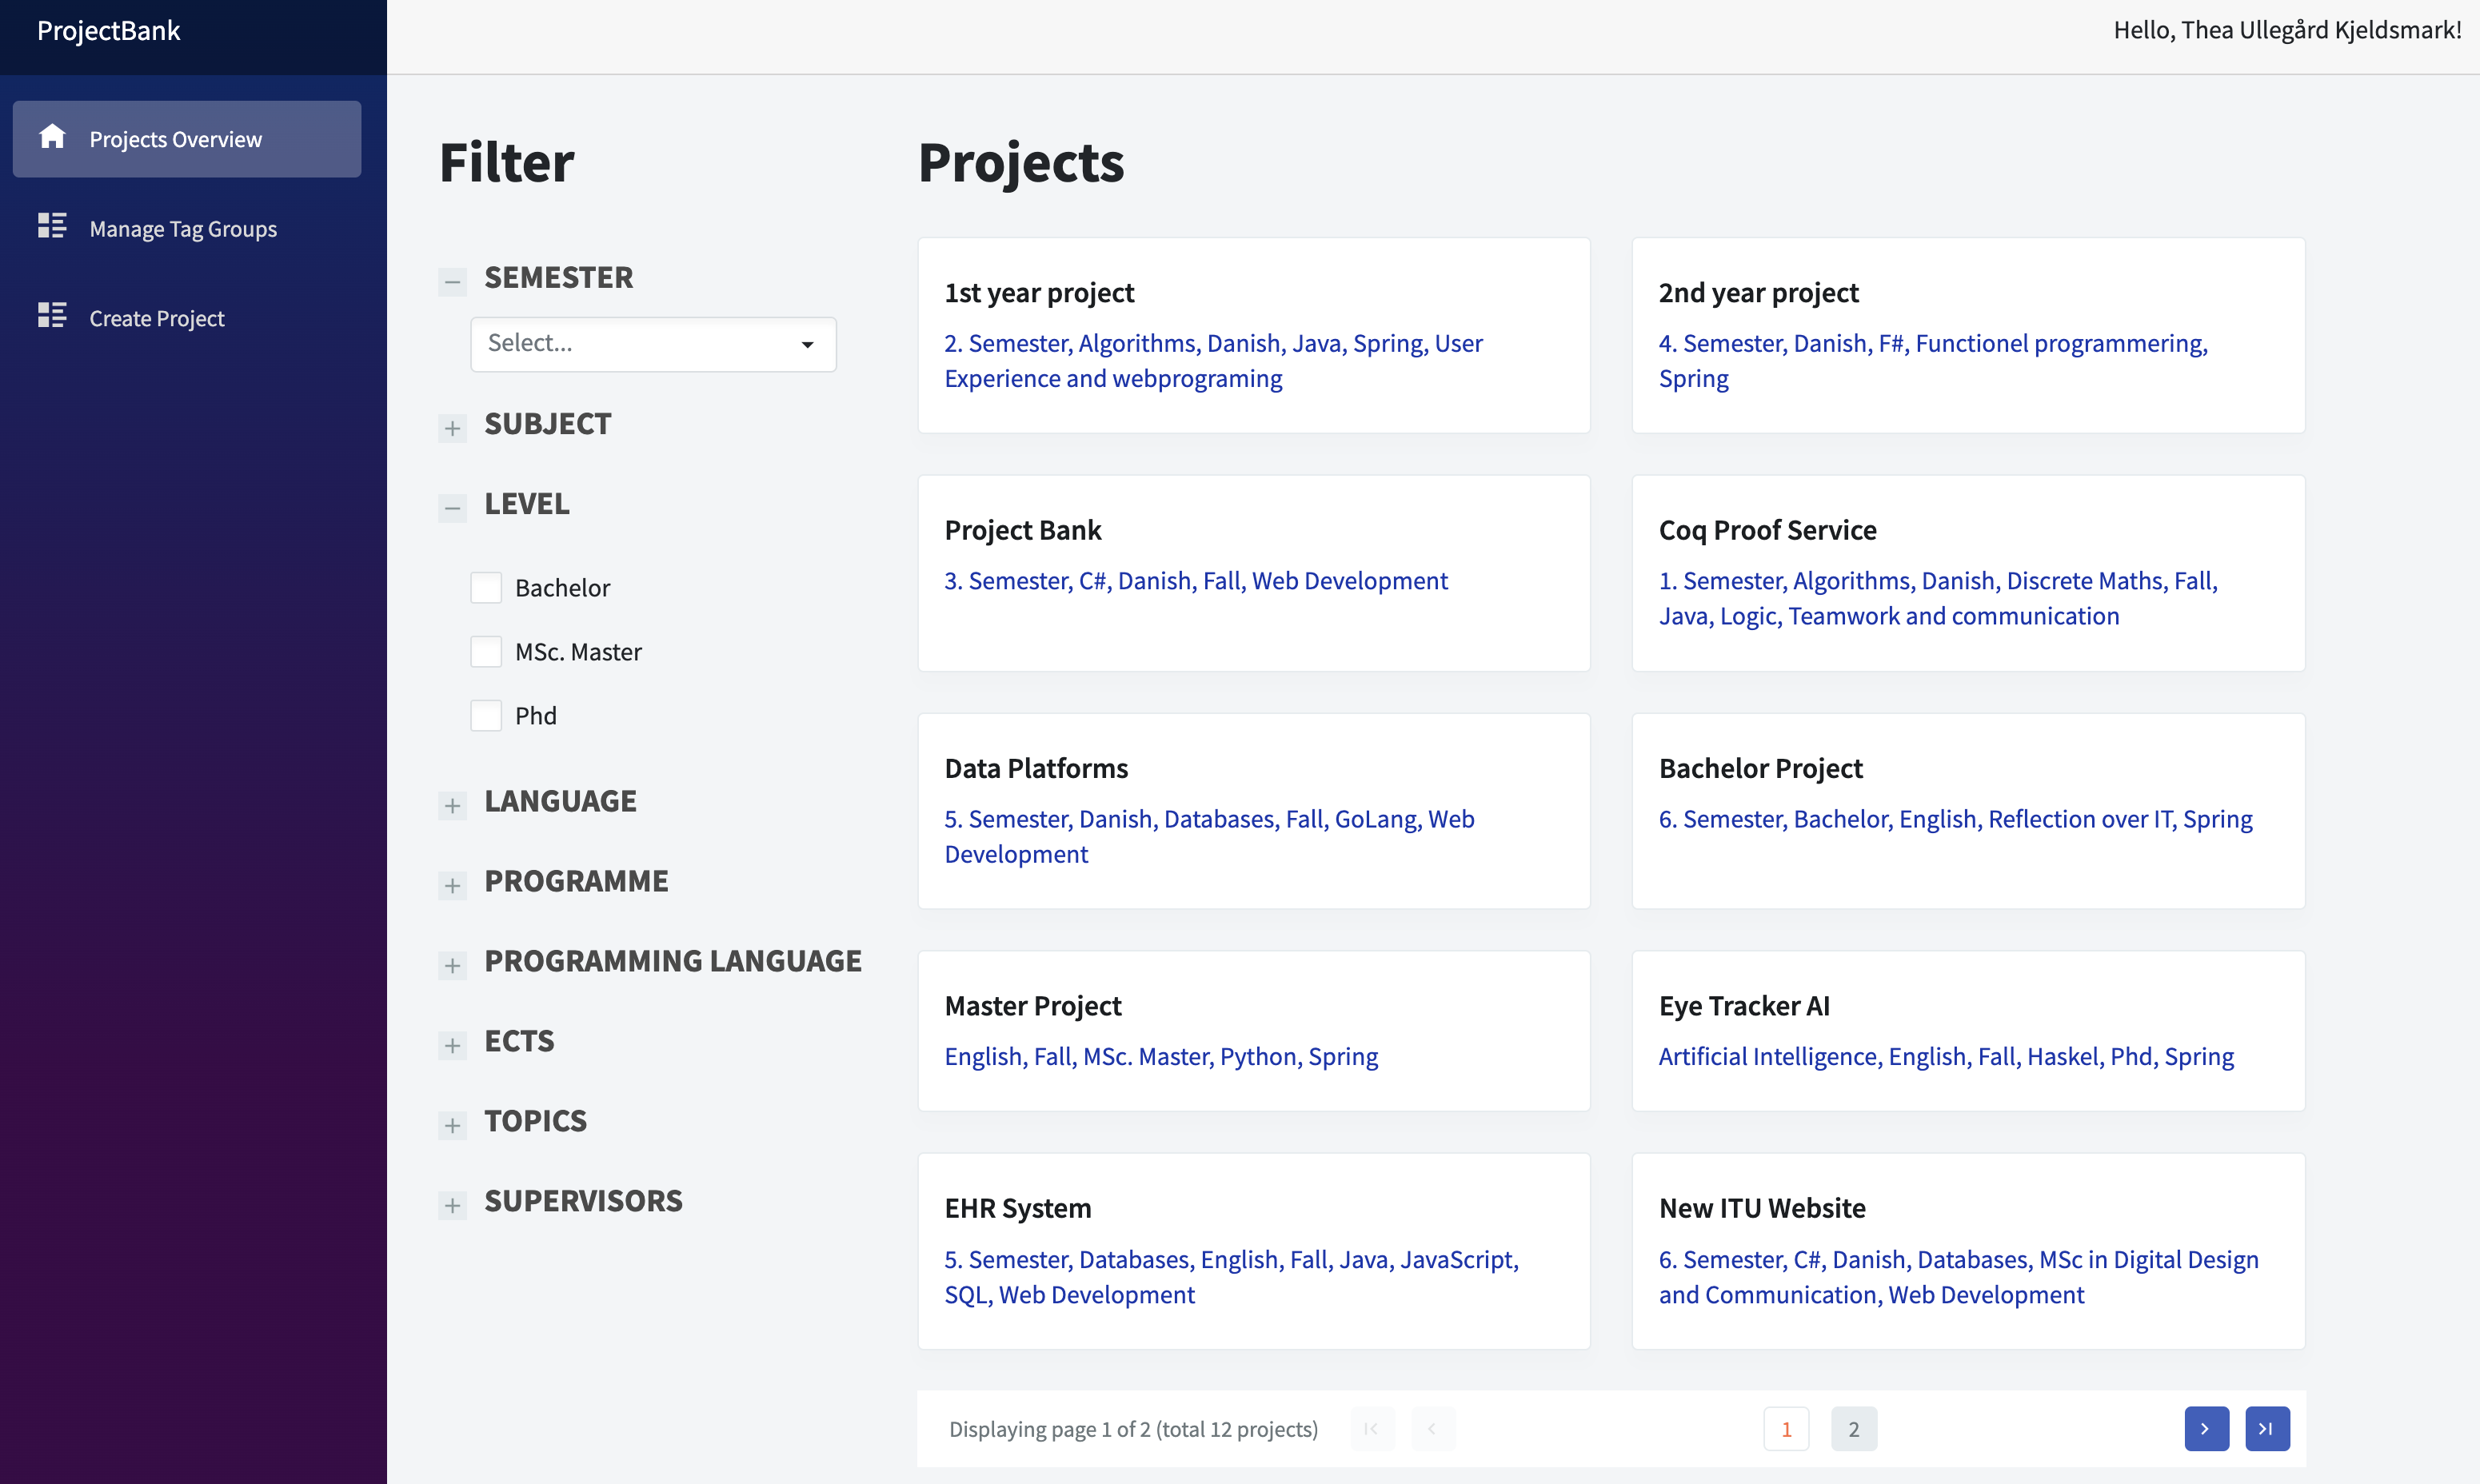 ProjectBank
Hello, Thea Ullegård Kjeldsmark!
Projects Overview
Manage Tag Groups
Create Project
Filter
SEMESTER
Select...
SUBJECT
LEVEL
Bachelor
MSc. Master
Phd
LANGUAGE
PROGRAMME
PROGRAMMING LANGUAGE
ECTS
TOPICS
SUPERVISORS
Projects
1st year project
2. Semester, Algorithms, Danish, Java, Spring, User
Experience and webprograming
2nd year project
4. Semester, Danish, F#, Functionel programmering,
Spring
Project Bank
3. Semester, C#, Danish, Fall, Web Development
Coq Proof Service
1. Semester, Algorithms, Danish, Discrete Maths, Fall,
Java, Logic, Teamwork and communication
Data Platforms
5. Semester, Danish, Databases, Fall, GoLang, Web
Development
Bachelor Project
6. Semester, Bachelor, English, Reflection over IT, Spring
Master Project
English, Fall, MSc. Master, Python, Spring
Eye Tracker AI
Artificial Intelligence, English, Fall, Haskel, Phd, Spring
EHR System
5. Semester, Databases, English, Fall, Java, JavaScript,
SQL, Web Development
New ITU Website
6. Semester, C#, Danish, Databases, MSc in Digital Design
and Communication, Web Development
Displaying page 1 of 2 (total 12 projects)
1
2